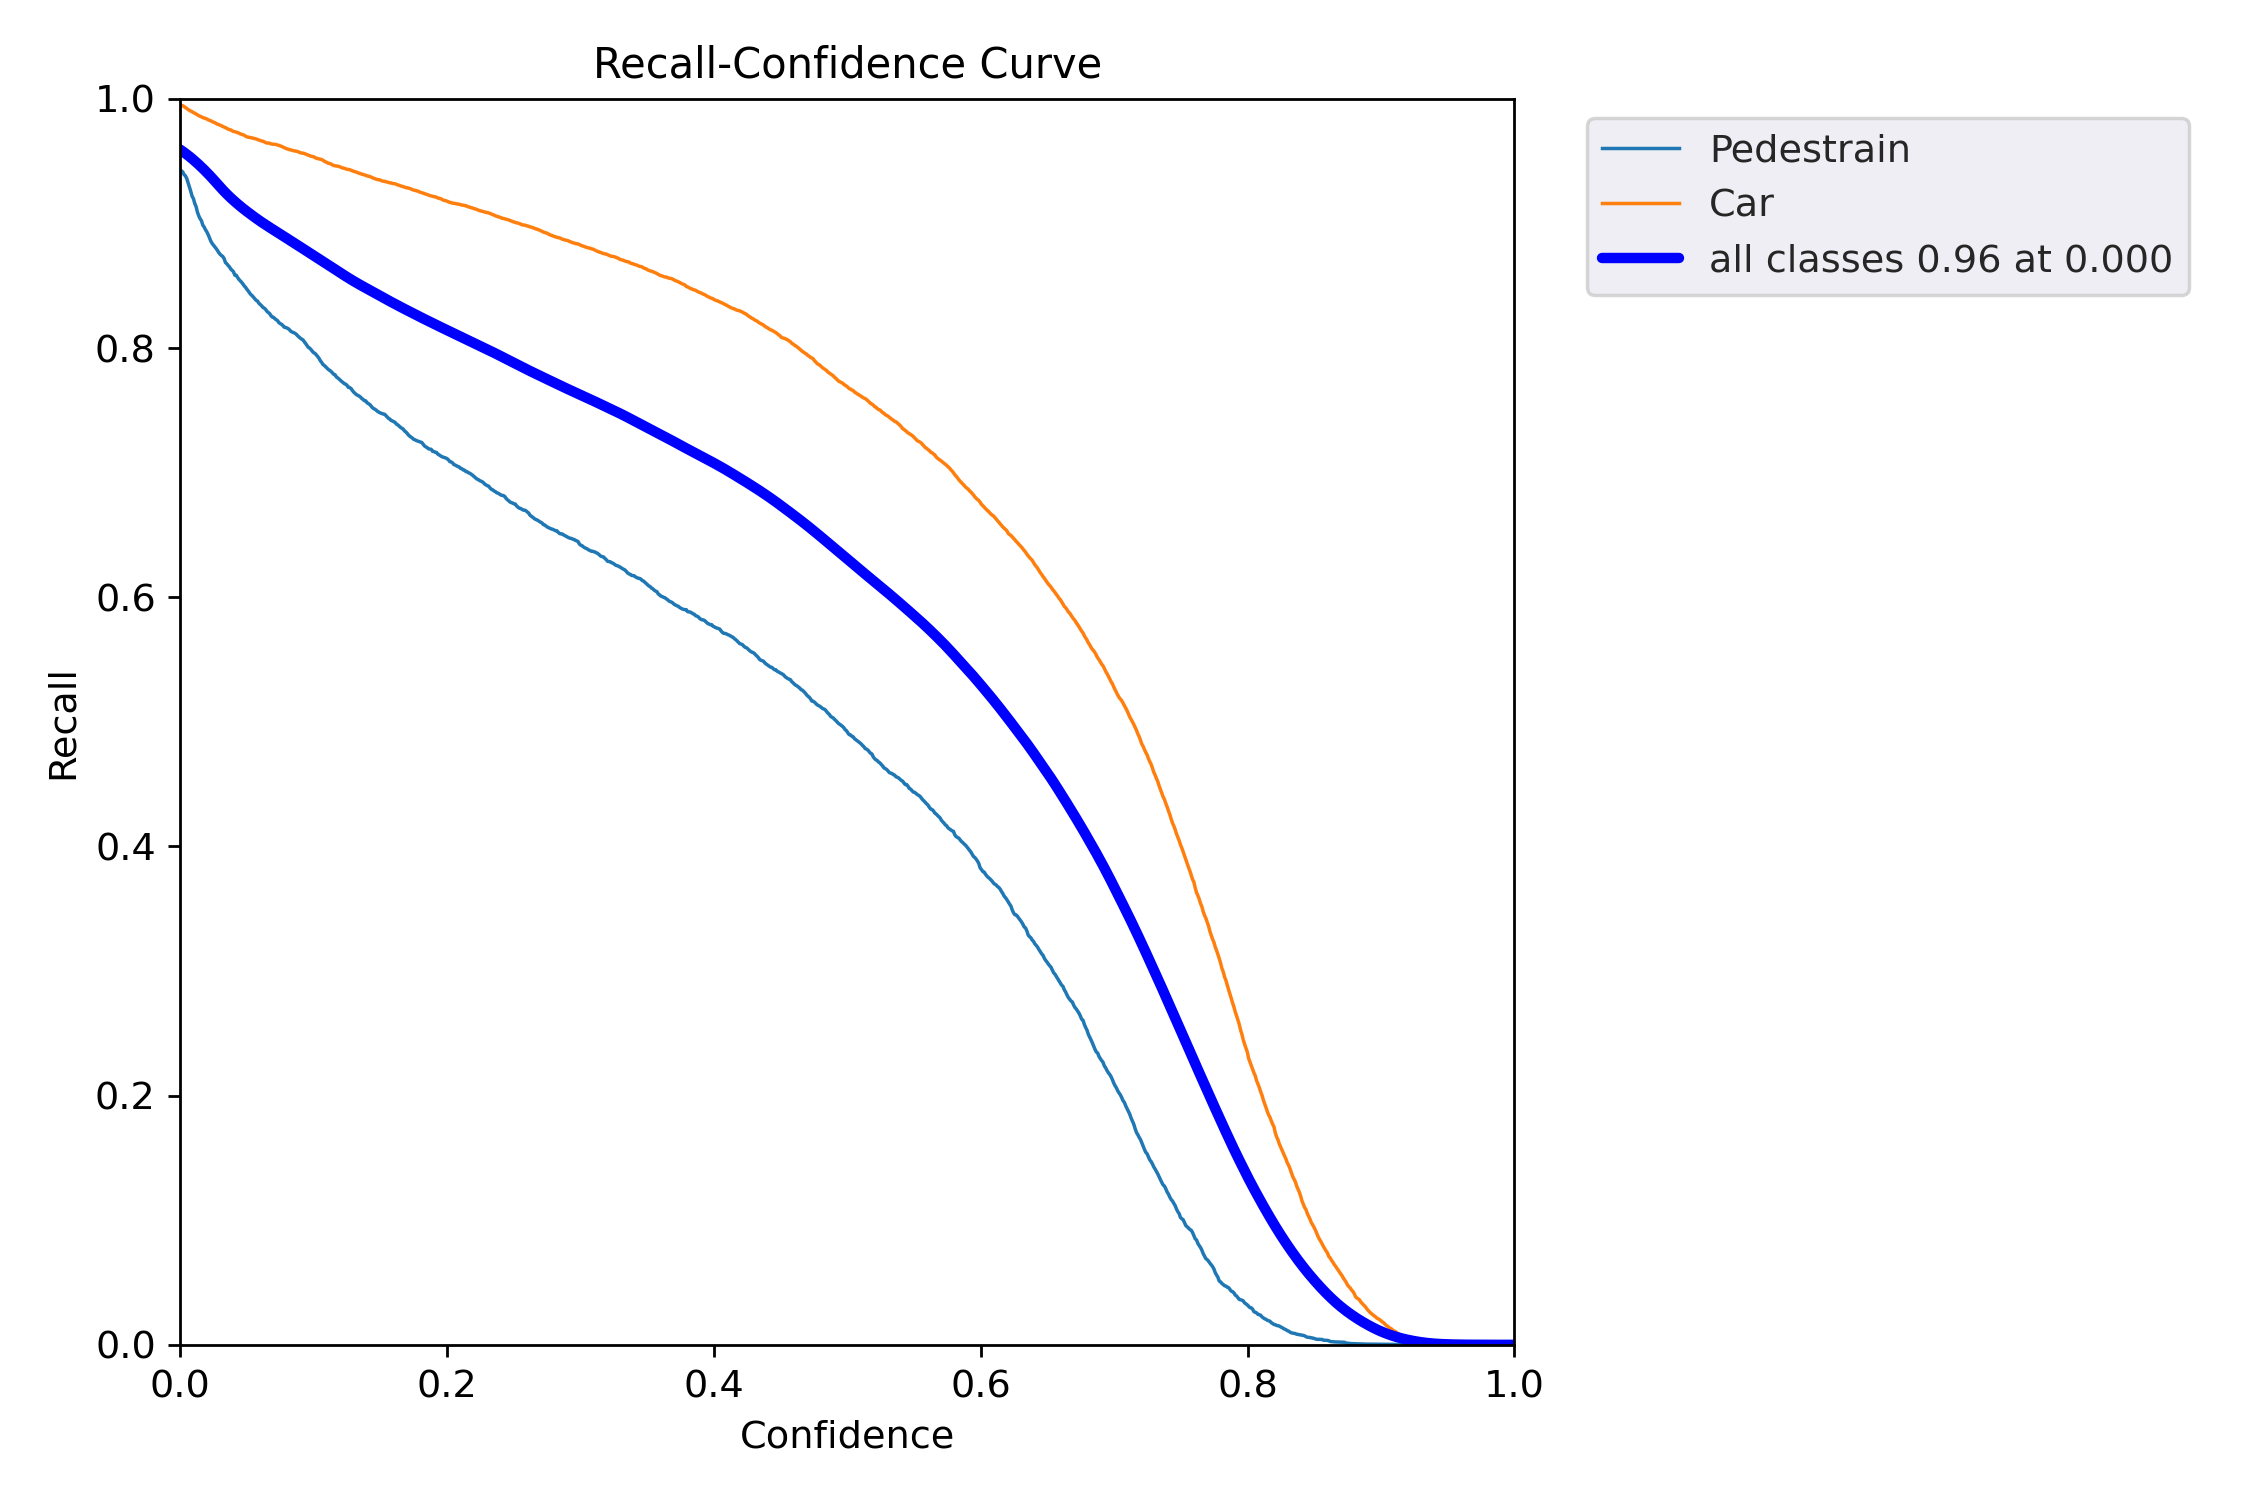 Recall-Confidence Curve
1.0
0.8
0.6
0.4
0.2
0.0
Recall
0.0 0.2 0.4 0.6 0.8 1.0
Confidence
Pedestrain
Car
all classes 0.96 at 0.000